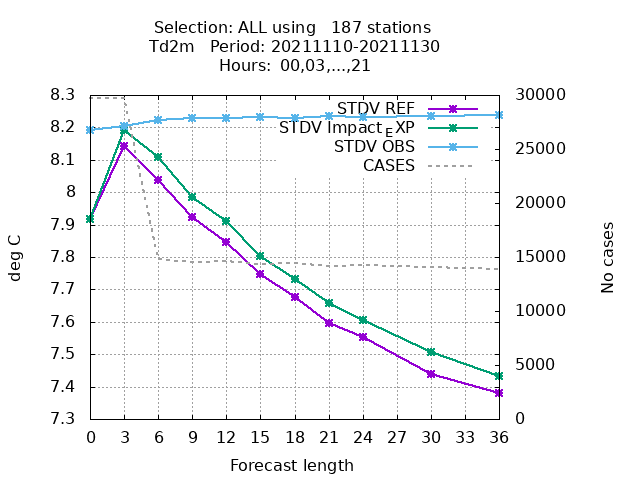 Selection: ALL using   187 stations
Td2m   Period: 20211110-20211130
Hours: 00,03,...,21
8.3
8.2
8.1
8
7.9
7.8
7.7
7.6
7.5
7.4
7.3
deg C
STDV REF
STDV Impact_EXP
STDV OBS
CASES
30000
25000
20000
15000
10000
5000
0
No cases
0 3 6 9 12 15 18 21 24 27 30 33 36
Forecast length